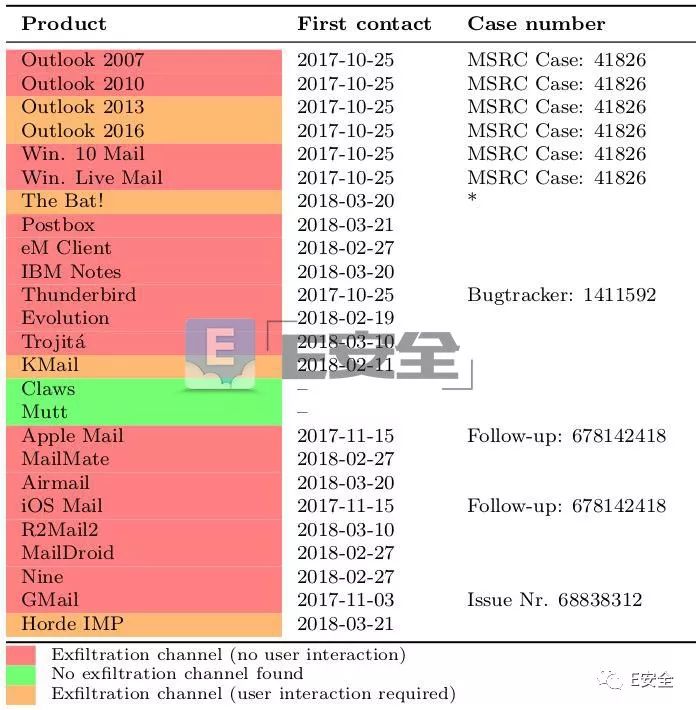 Product First contact Case number
Outlook 2007 2017-10-25 MSRC Case: 41826
Outlook 2010 2017-10-25 MSRC Case: 41826
Outlook 2013 2017-10-25 MSRC Case: 41826
Outlook 2016 2017-10-25 MSRC Case: 41826
Win. 10 Mail 2017-10-25 MSRC Case: 41826
Win. Live Mail 2017-10-25 MSRC Case: 41826
The Bat! 2018-03-20 *
Postbox 2018-03-21
eM Client 2018-02-27
IBM Notes 2018-03-20
Thunderbird 2017-10-25 Bugtracker: 1411592
Evolution 2018-02-19
Trojitá 2018-03-10
KMail 2018-02-11
Claws –
Mutt –
Apple Mail 2017-11-15 Follow-up: 678142418
MailMate 2018-02-27
Airmail 2018-03-20
iOS Mail 2017-11-15 Follow-up: 678142418
R2Mail2 2018-03-10
MailDroid 2018-02-27
Nine 2018-02-27
GMail 2017-11-03 Issue Nr. 68838312
Horde IMP 2018-03-21
Exfiltration channel (no user interaction)
No exfiltration channel found
Exfiltration channel (user interaction required)
E「E安全」
E安全